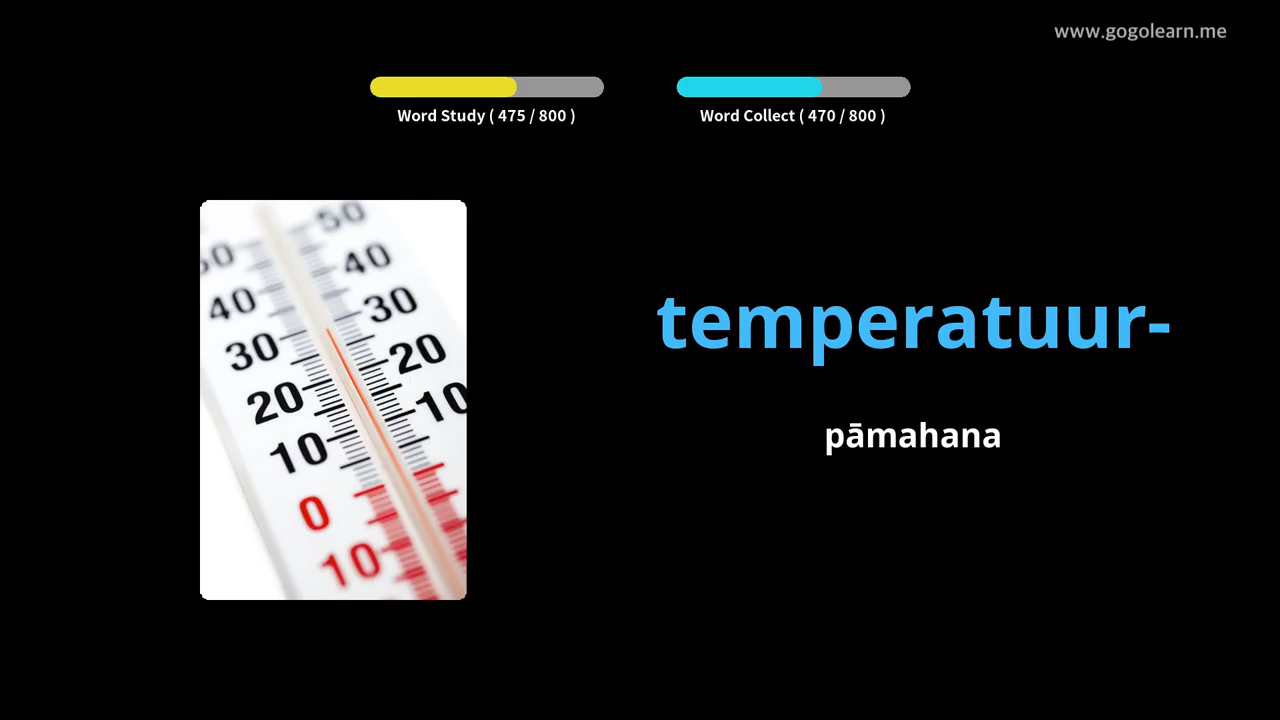 www.gogolearn.me
Word Study ( 475 / 800 )
Word Collect ( 470 / 800 )
50
40
40
30
30
20
20
10
10
0
10
temperatuur-
pāmahana